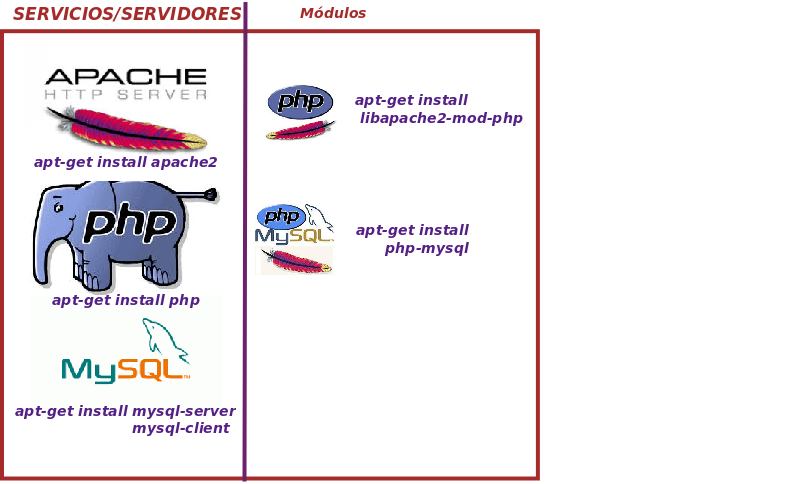 SERVICIOS/SERVIDORES
Módulos
APACHE
HTTP SERVER
apt-get install apache2
php
apt-get install php
MySQL™
apt-get install mysql-server
mysql-client
php
apt-get install
libapache2-mod-php
php
MySQL
apt-get install
php-mysql